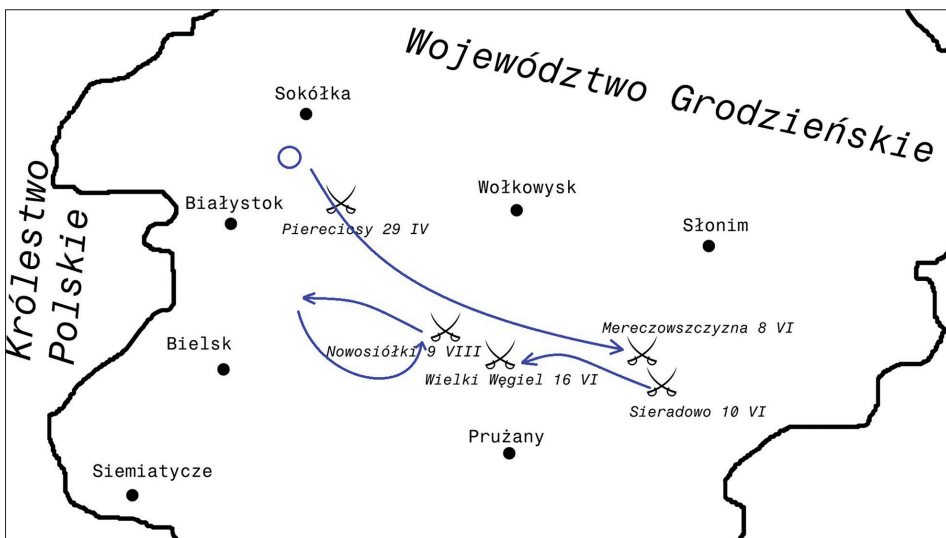 Województwo Grodzieńskie
Sokółka
Królestwo
Polskie
Białystok
Wołkowysk
Piereciosy 29 IV
Słonim
Mereczowszczyzna 8 VI
Bielsk
Nowosiółki 9 VIII
Wielki Węgiel 16 VI
Sieradowo 10 VI
Prużany
Siemiatycze